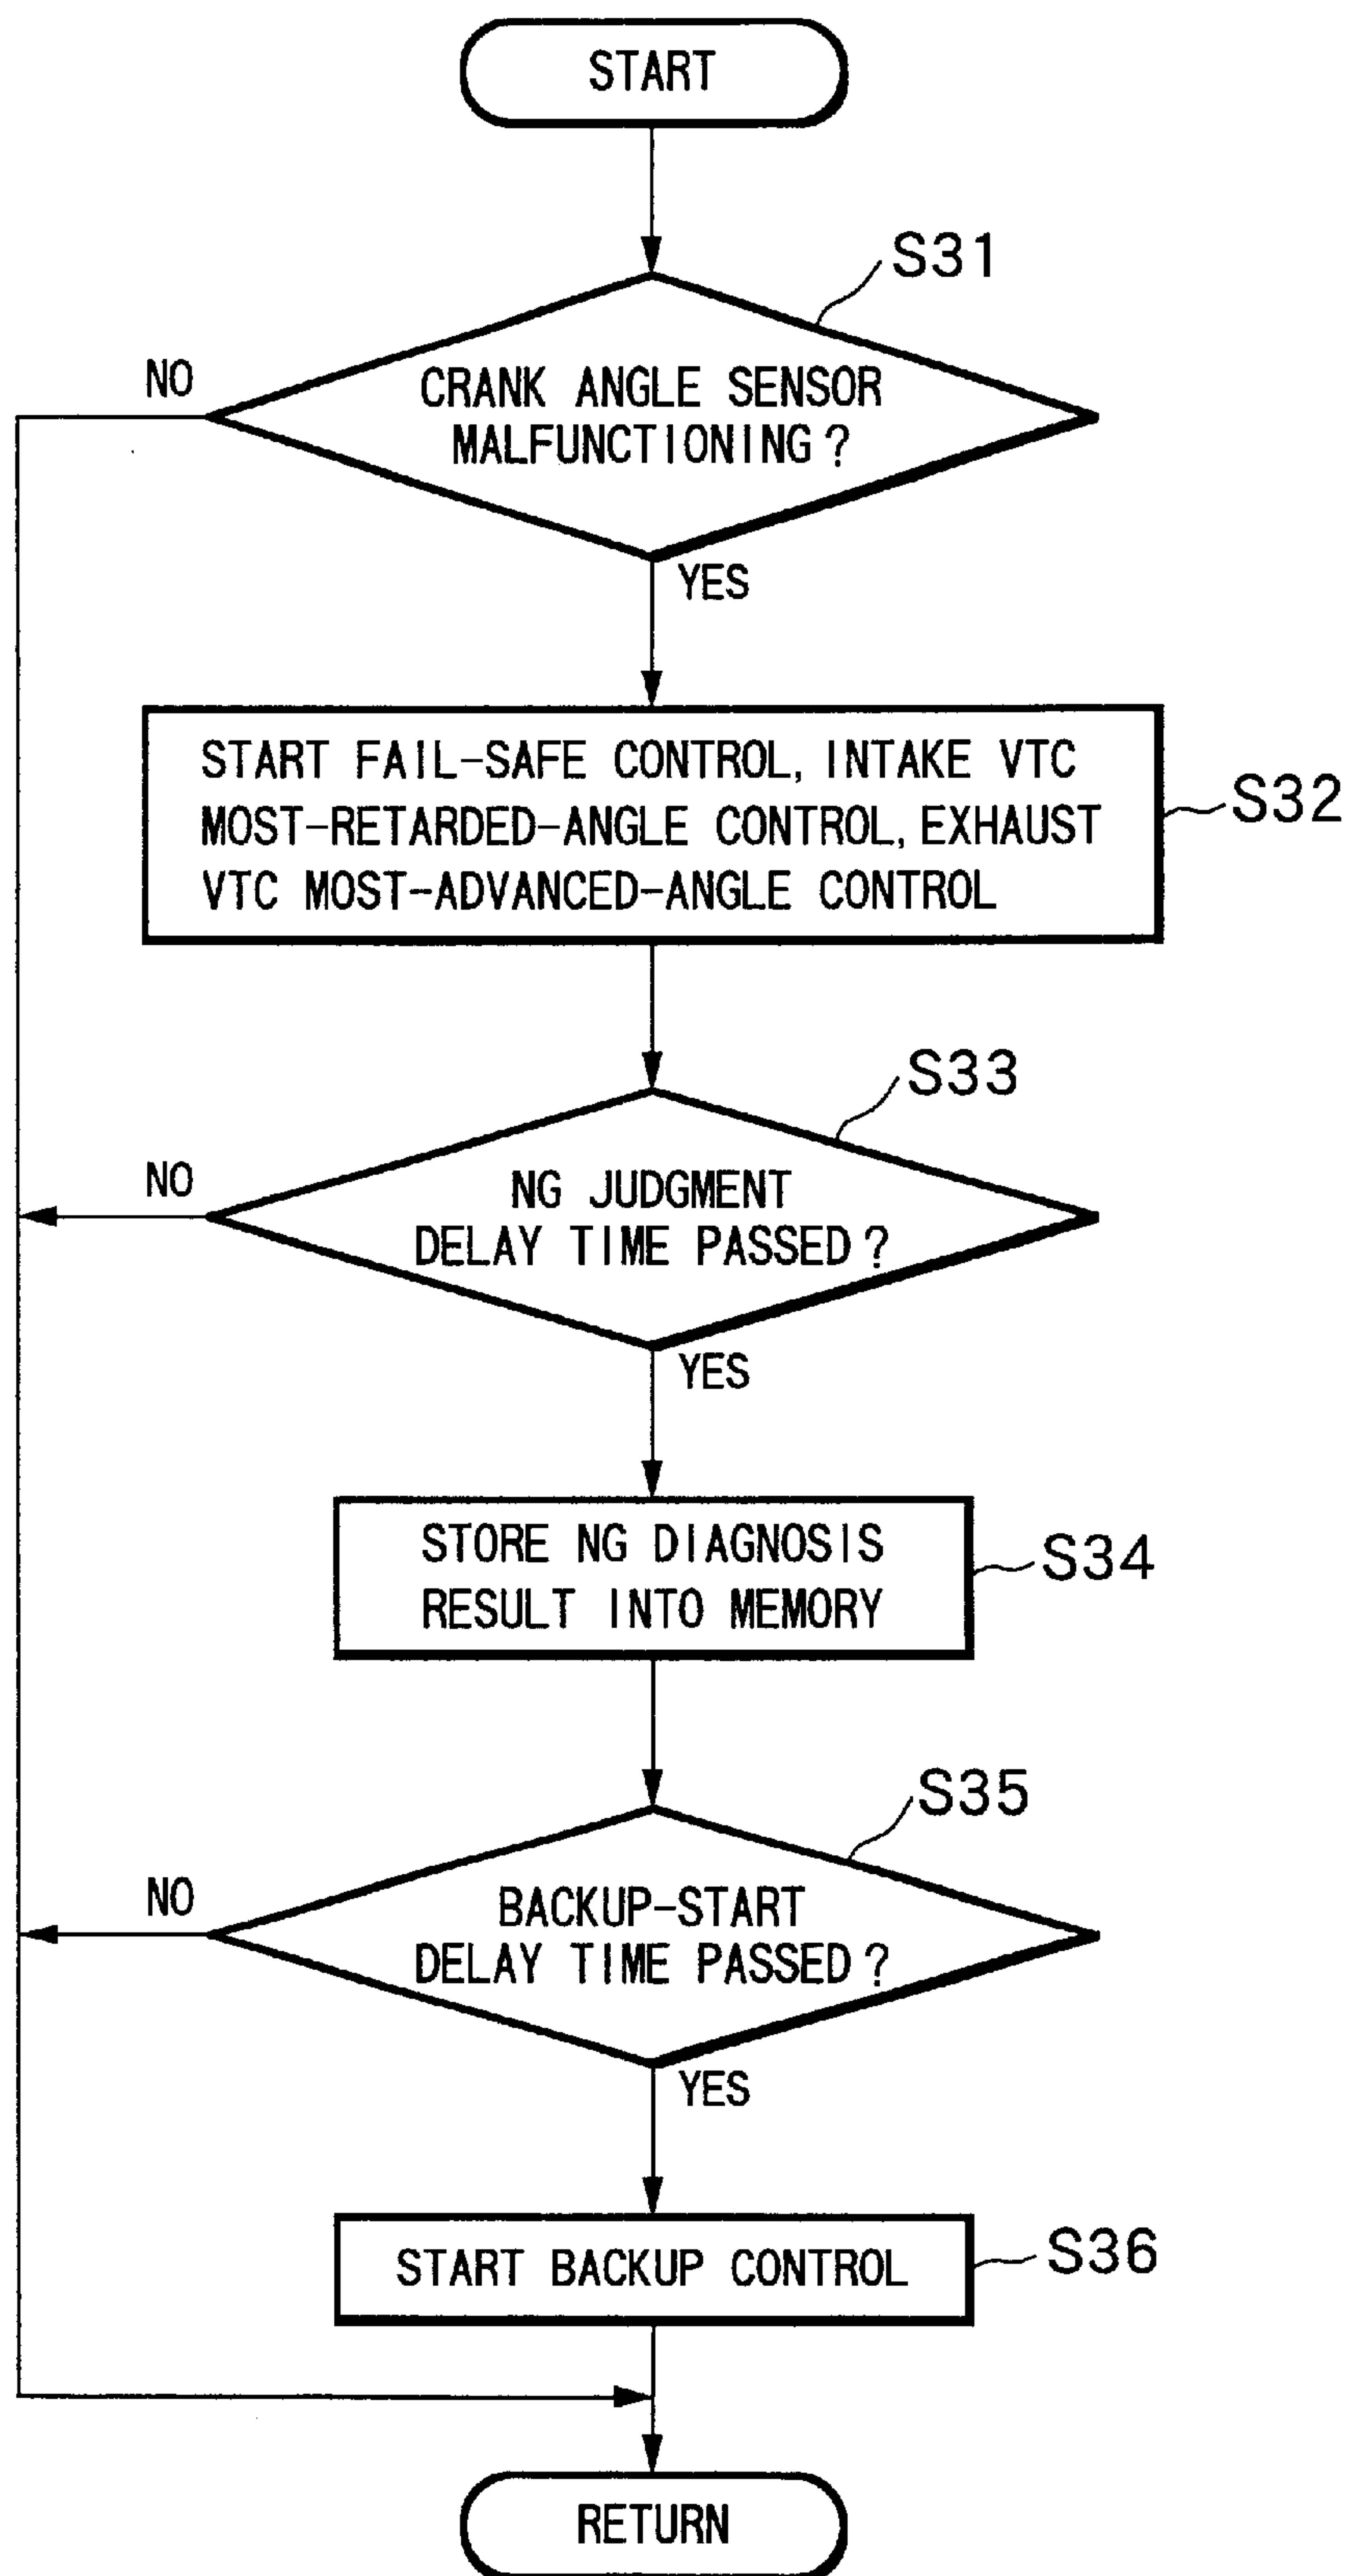 START
S31
NO
CRANK ANGLE SENSOR
MALFUNCTIONING?
YES
START FAIL-SAFE CONTROL, INTAKE VTC
MOST-RETARDED-ANGLE CONTROL, EXHAUST
VTC MOST-ADVANCED-ANGLE CONTROL
S32
S33
NO
NG JUDGMENT
DELAY TIME PASSED?
YES
STORE NG DIAGNOSIS
RESULT INTO MEMORY
S34
S35
NO
BACKUP-START
DELAY TIME PASSED?
YES
START BACKUP CONTROL
S36
RETURN